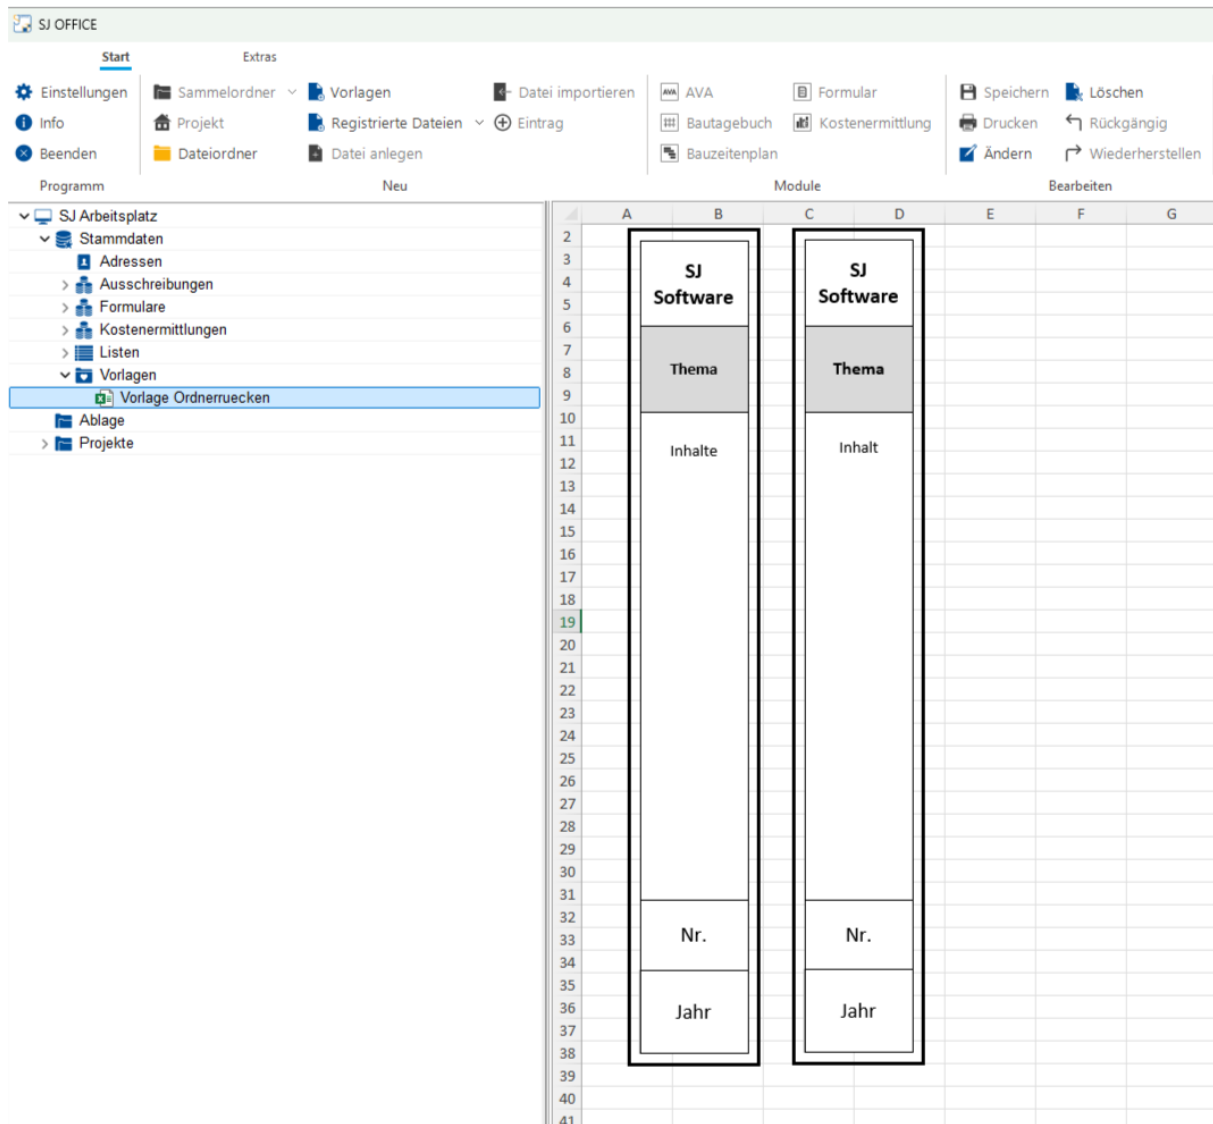 SJ OFFICE
Start Extras
Einstellungen Sammelordner Vorlagen Datei importieren AVA Formular Speichern Löschen
Info Projekt Registrierte Dateien Eintrag Bautagebuch Kostenermittlung Drucken Rückgängig
Beenden Dateiordner Datei anlegen Bauzeitenplan Ändern Wiederherstellen
Programm Neu Module Bearbeiten
SJ Arbeitsplatz
Stammdaten
Adressen
Ausschreibungen
Formulare
Kostenermittlungen
Listen
Vorlagen
Vorlage Ordnerruecken
Ablage
Projekte
A B C D E F G
2
3
4
5
6
7
8
9
10
11
12
13
14
15
16
17
18
19
20
21
22
23
24
25
26
27
28
29
30
31
32
33
34
35
36
37
38
39
40
41
SJ
Software
Thema
Inhalte
Nr.
Jahr
SJ
Software
Thema
Inhalt
Nr.
Jahr